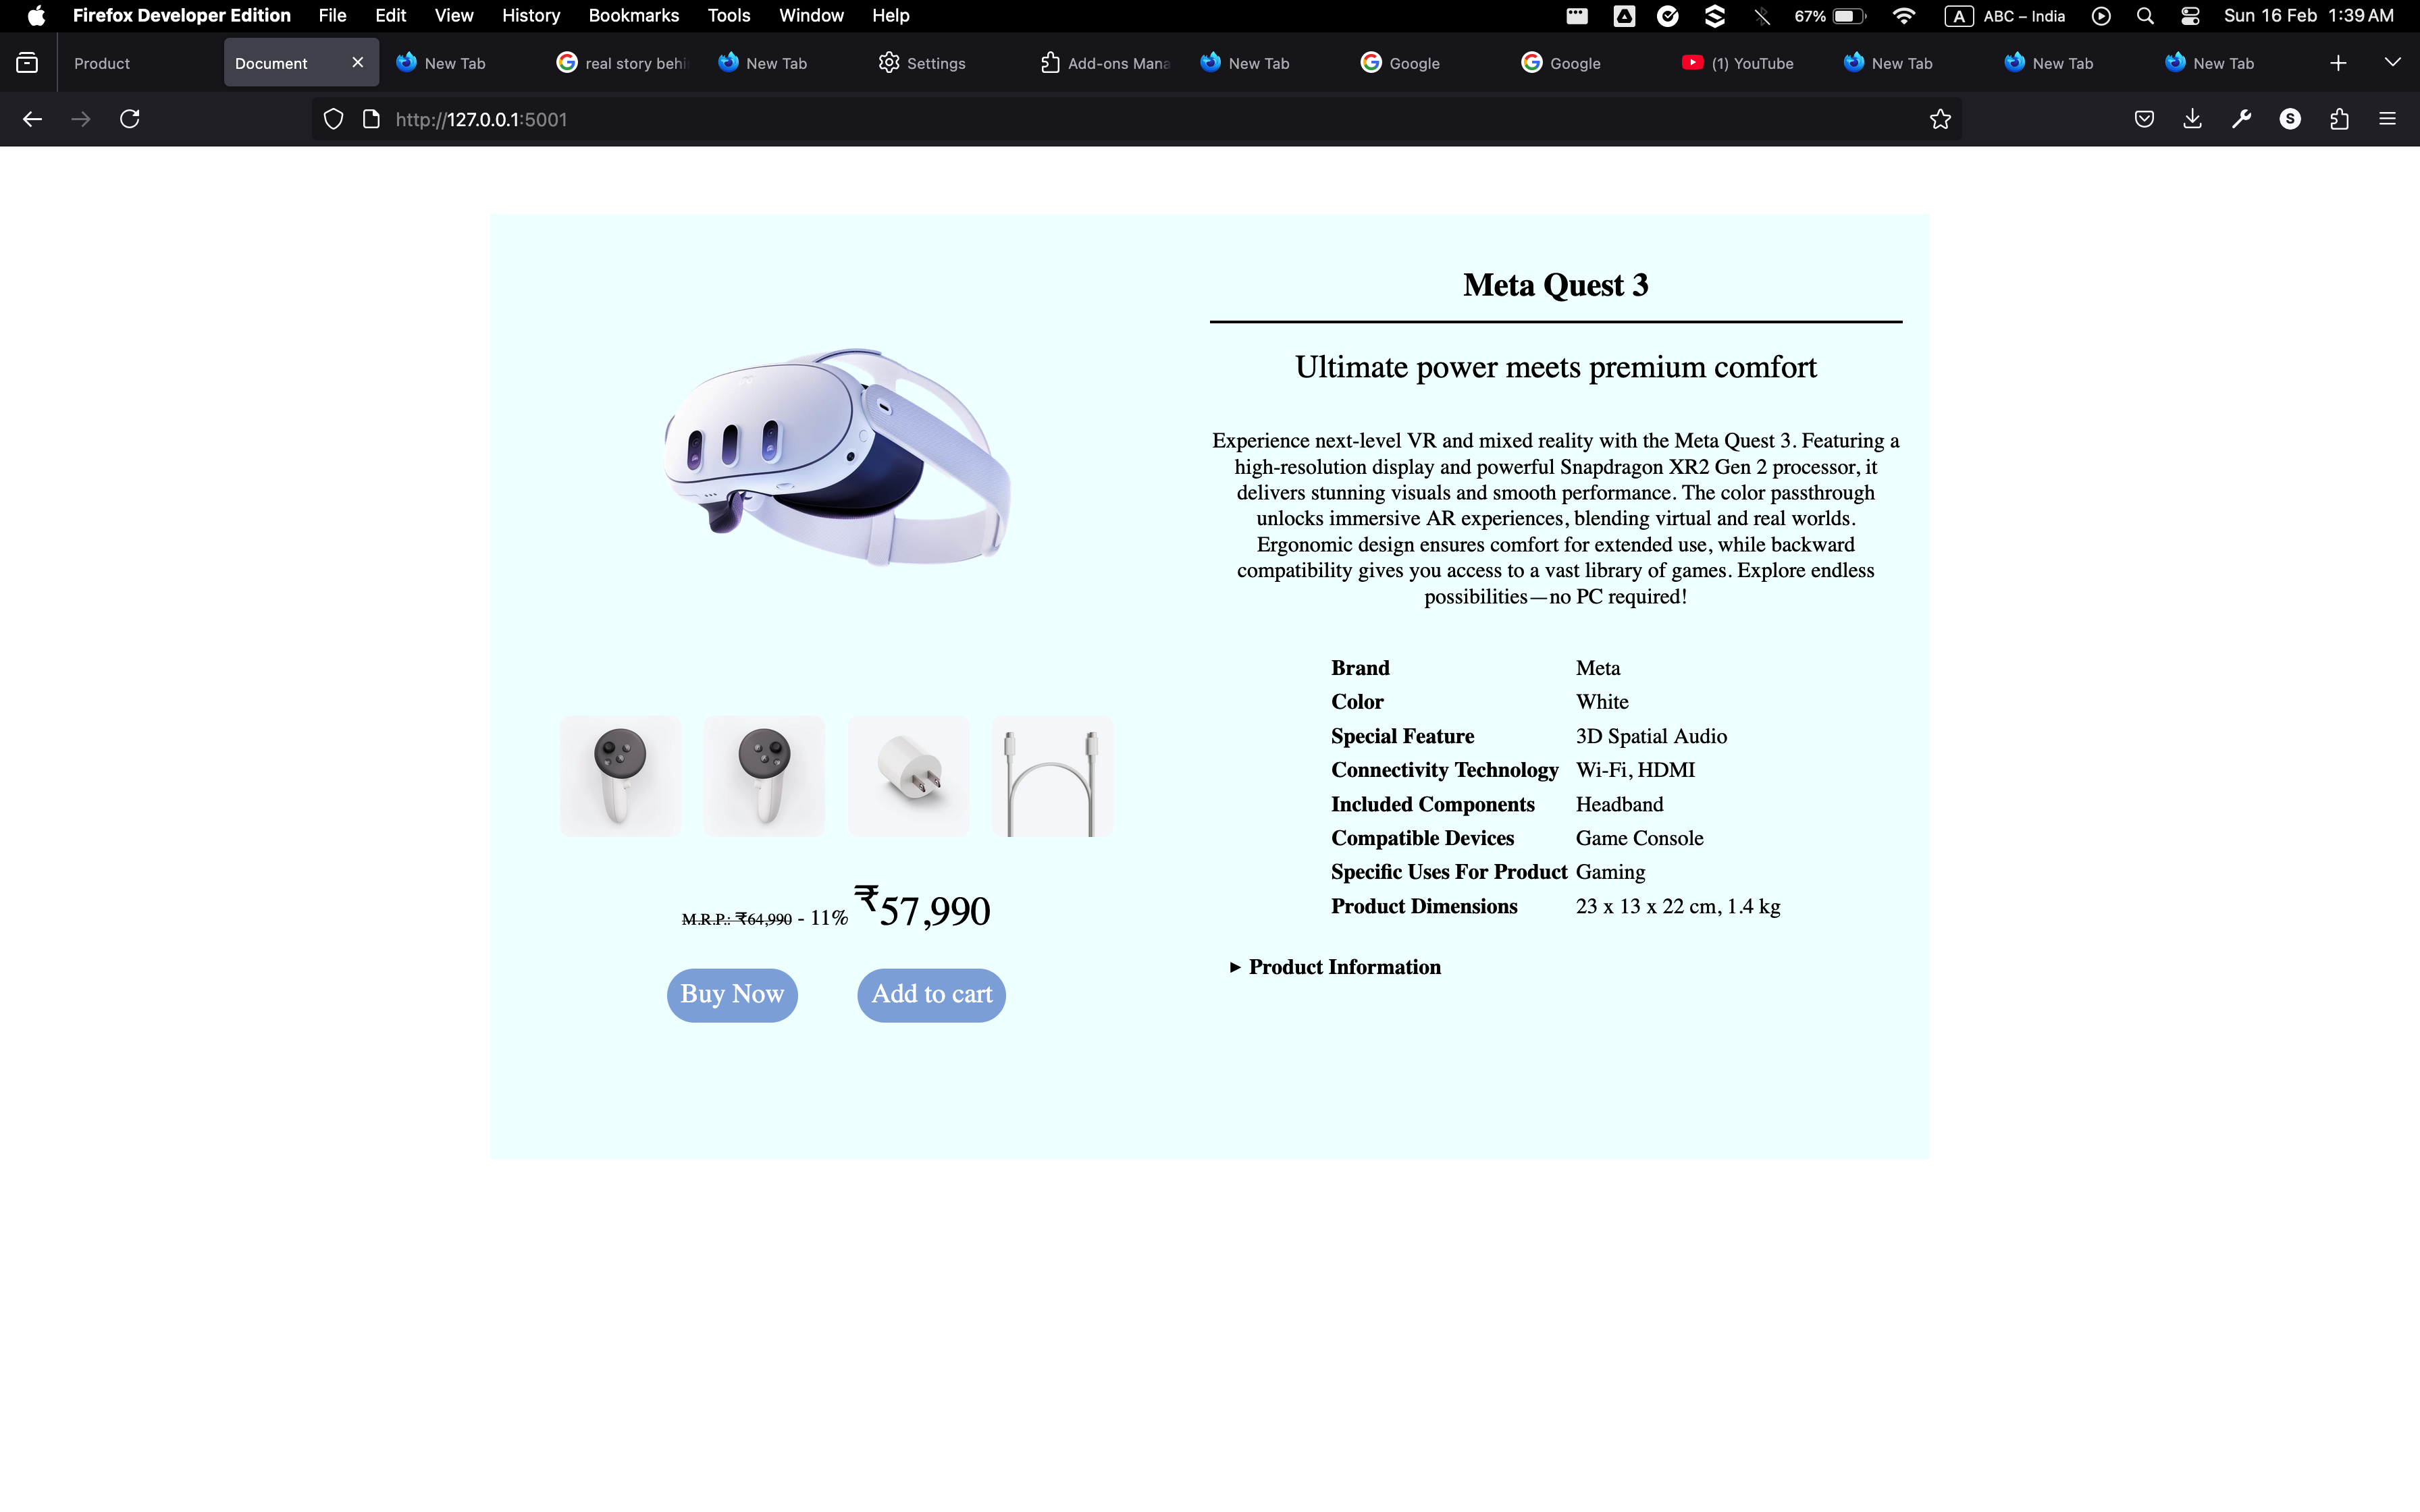 Firefox Developer Edition File Edit View History Bookmarks Tools Window Help 67% A ABC – India Sun 16 Feb 1:39 AM
Product Document New Tab real story behi New Tab Settings Add-ons Mana New Tab Google Google (1) YouTube New Tab New Tab New Tab
http://127.0.0.1:5001 S
Meta Quest 3
Ultimate power meets premium comfort
Experience next-level VR and mixed reality with the Meta Quest 3. Featuring a
high-resolution display and powerful Snapdragon XR2 Gen 2 processor, it
delivers stunning visuals and smooth performance. The color passthrough
unlocks immersive AR experiences, blending virtual and real worlds.
Ergonomic design ensures comfort for extended use, while backward
compatibility gives you access to a vast library of games. Explore endless
possibilities—no PC required!
Brand Meta
Color White
Special Feature 3D Spatial Audio
Connectivity Technology Wi-Fi, HDMI
Included Components Headband
Compatible Devices Game Console
Specific Uses For Product Gaming
Product Dimensions 23 x 13 x 22 cm, 1.4 kg
Product Information
M.R.P.: ₹64,990 - 11% ₹57,990
Buy Now Add to cart